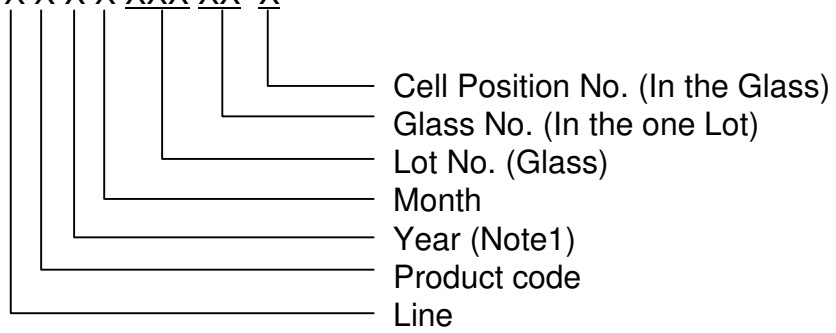 X X X X XXX XX X
Cell Position No. (In the Glass)
Glass No. (In the one Lot)
Lot No. (Glass)
Month
Year (Note1)
Product code
Line